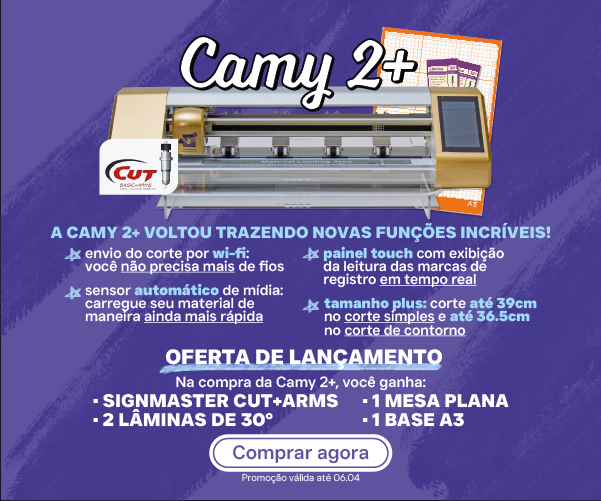 Camy 2+
CUT
BASIC+ARMS
A3
A CAMY 2+ VOLTOU TRAZENDO NOVAS FUNÇÕES INCRÍVEIS!
envio do corte por wi-fi:
você não precisa mais de fios
sensor automático de mídia:
carregue seu material de
maneira ainda mais rápida
painel touch com exibição
da leitura das marcas de
registro em tempo real
tamanho plus: corte até 39cm
no corte simples e até 36.5cm
no corte de contorno
OFERTA DE LANÇAMENTO
Na compra da Camy 2+, você ganha:
· SIGNMASTER CUT+ARMS
· 2 LÂMINAS DE 30°
· 1 MESA PLANA
· 1 BASE A3
Comprar agora
Promoção válida até 06.04